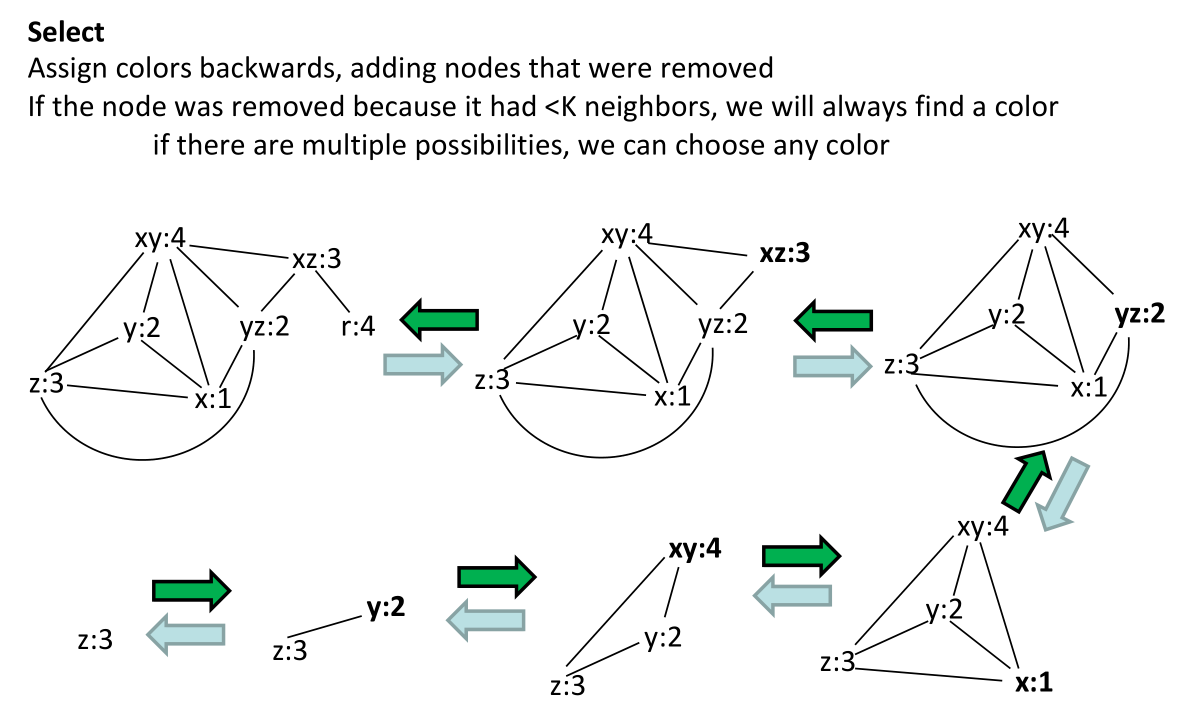 Select
Assign colors backwards, adding nodes that were removed
If the node was removed because it had <K neighbors, we will always find a color
if there are multiple possibilities, we can choose any color
xy:4
xz:3
y:2
yz:2
r:4
z:3
x:1
xy:4
xz:3
y:2
yz:2
z:3
x:1
xy:4
y:2
yz:2
z:3
x:1
z:3
y:2
z:3
xy:4
y:2
z:3
xy:4
y:2
z:3
x:1